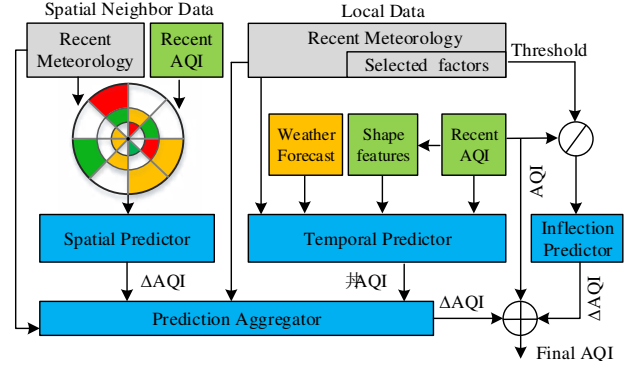 Spatial Neighbor Data
Local Data
Recent
Meteorology
Recent
AQI
Recent Meteorology
Selected factors
Threshold
Weather
Forecast
Shape
features
Recent
AQI
AQI
Spatial Predictor
Temporal Predictor
Inflection
Predictor
ΔAQI
AQI
ΔAQI
ΔAQI
Prediction Aggregator
Final AQI